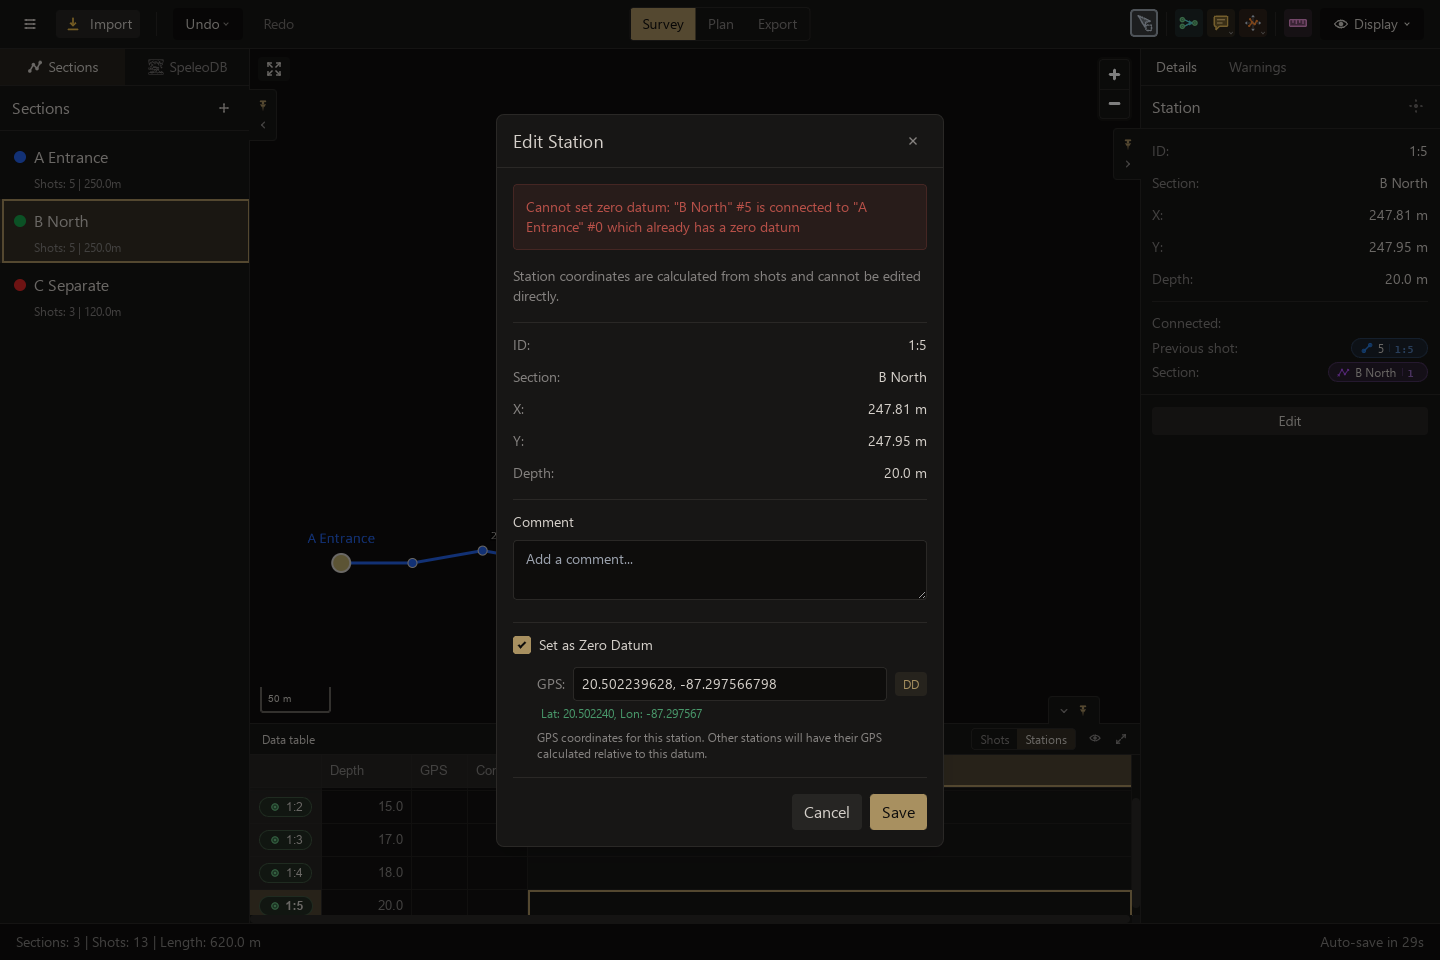 Import
Undo
Redo
Survey
Plan
Export
Display
Sections
SpeleoDB
Details
Warnings
Sections
Station
A Entrance
Shots: 5 | 250.0m
B North
Shots: 5 | 250.0m
C Separate
Shots: 3 | 120.0m
A Entrance
2
50 m
Edit Station
Cannot set zero datum: "B North" #5 is connected to "A
Entrance" #0 which already has a zero datum
Station coordinates are calculated from shots and cannot be edited
directly.
ID: 1:5
Section: B North
X: 247.81 m
Y: 247.95 m
Depth: 20.0 m
Comment
Add a comment...
Set as Zero Datum
GPS: 20.502239628, -87.297566798 DD
Lat: 20.502240, Lon: -87.297567
GPS coordinates for this station. Other stations will have their GPS
calculated relative to this datum.
Cancel
Save
ID: 1:5
Section: B North
X: 247.81 m
Y: 247.95 m
Depth: 20.0 m
Connected:
Previous shot: 5 1:5
Section: B North 1
Edit
Data table
Shots
Stations
Depth GPS Con
1:2 15.0
1:3 17.0
1:4 18.0
1:5 20.0
Sections: 3 | Shots: 13 | Length: 620.0 m
Auto-save in 29s